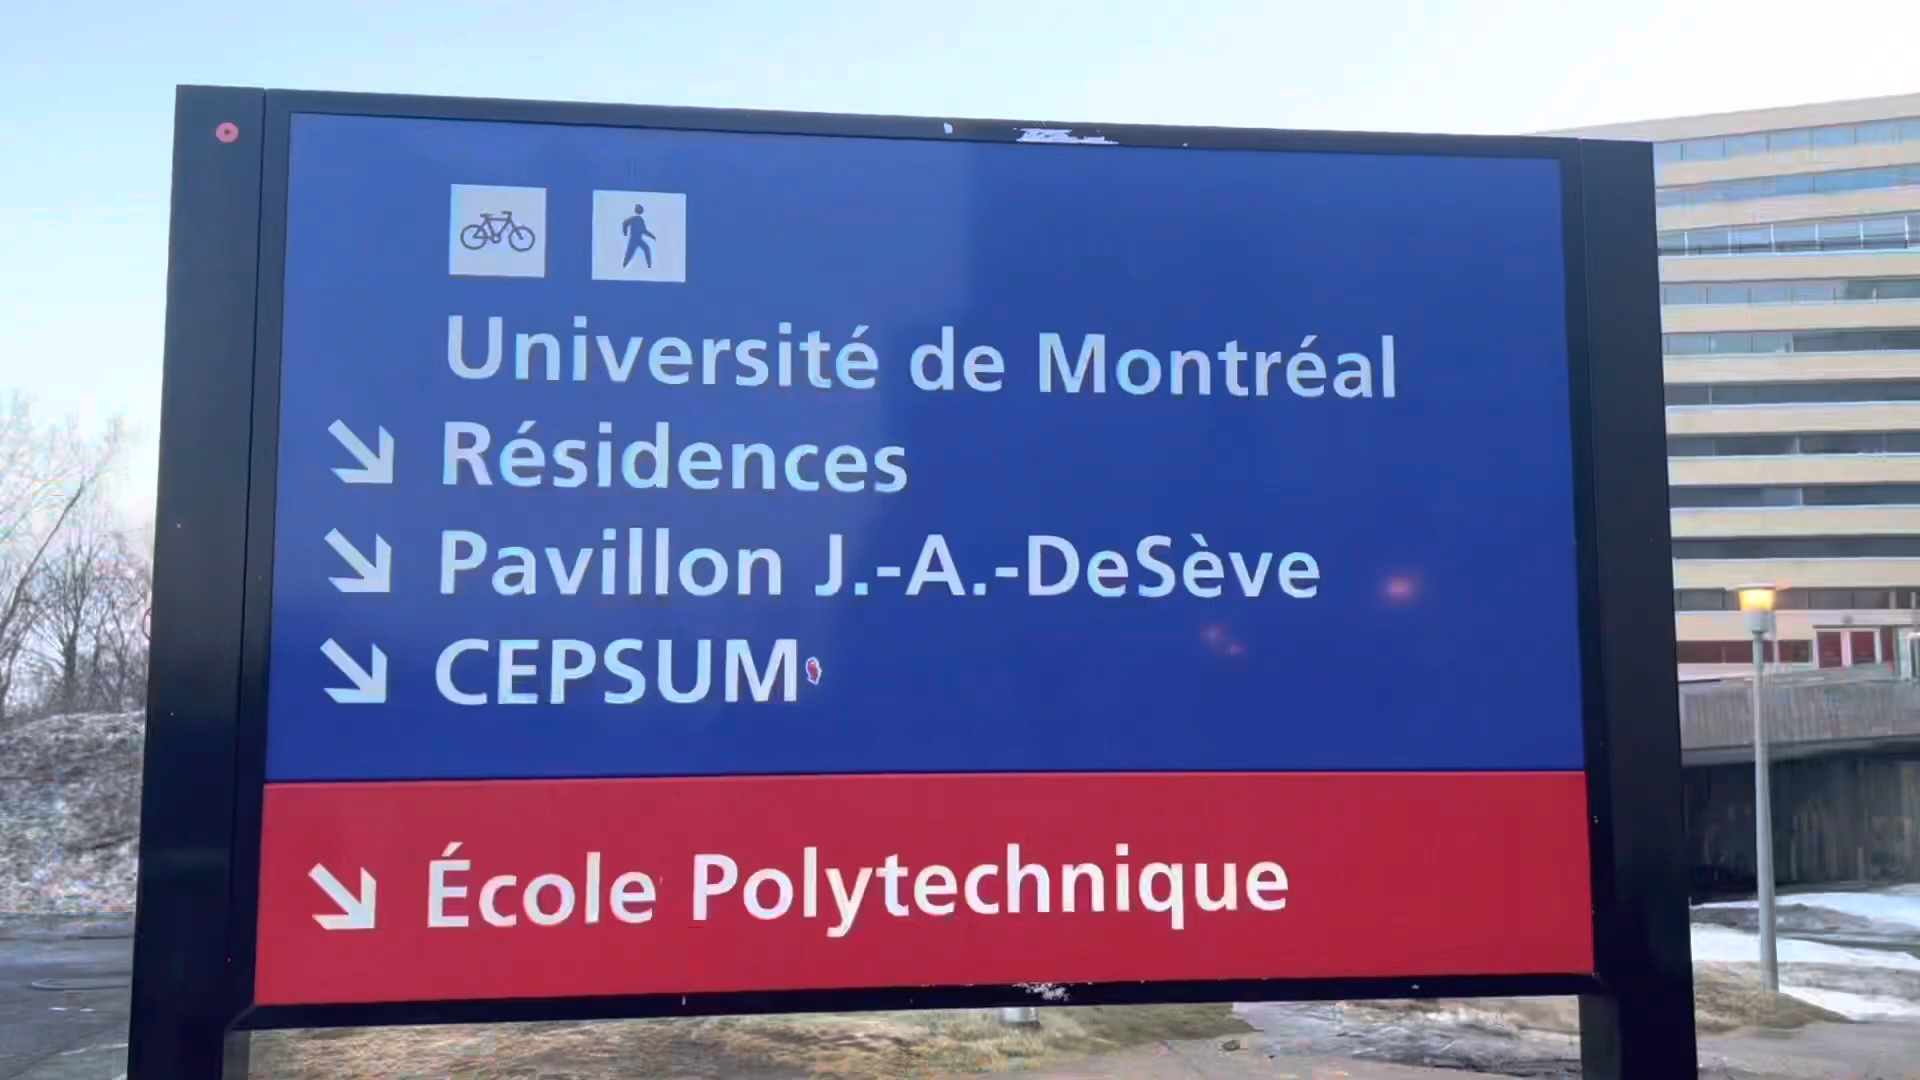 Université de Montréal
Résidences
Pavillon J.-A.-DeSève
CEPSUM
École Polytechnique